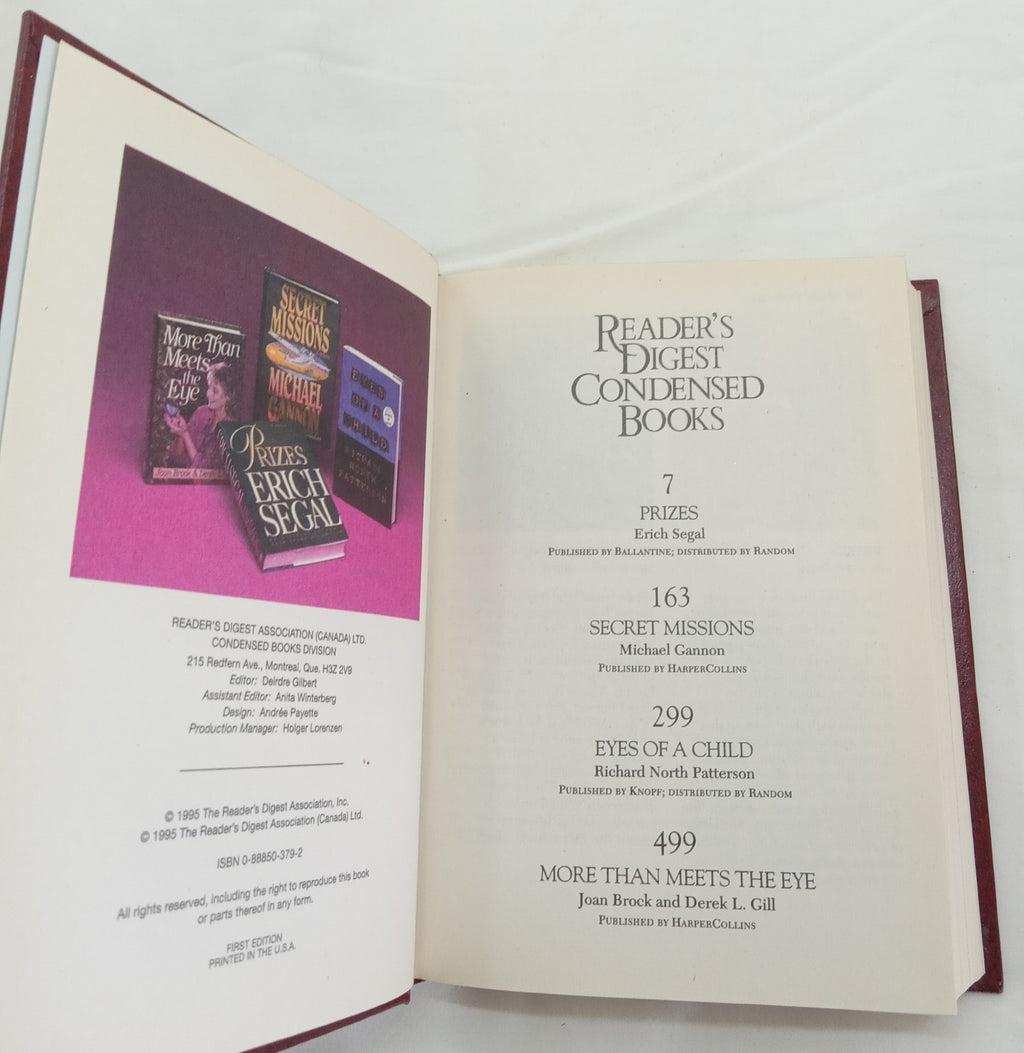 More Than
Meets
the
Eye
Joan Brock &
SECRET
MISSIONS
MICHAEL
GANNON
EYES
OF A
CHILD
RICHARD
NORTH
PATTERSON
PRIZES
ERICH
SEGAL
READER'S DIGEST ASSOCIATION (CANADA) LTD.
CONDENSED BOOKS DIVISION
215 Redfern Ave., Montreal, Que. H3Z 2V9
Editor: Deirdre Gilbert
Assistant Editor: Anita Winterberg
Design: Andrée Payette
Production Manager: Holger Lorenzen
© 1995 The Reader's Digest Association, Inc.
© 1995 The Reader's Digest Association (Canada) Ltd.
ISBN 0-88850-379-2
All rights reserved, including the right to reproduce this book
or parts thereof in any form.
FIRST EDITION
PRINTED IN THE U.S.A.
READER'S
DIGEST
CONDENSED
BOOKS
7
PRIZES
Erich Segal
PUBLISHED BY BALLANTINE; DISTRIBUTED BY RANDOM
163
SECRET MISSIONS
Michael Gannon
PUBLISHED BY HARPERCOLLINS
299
EYES OF A CHILD
Richard North Patterson
PUBLISHED BY KNOPF; DISTRIBUTED BY RANDOM
499
MORE THAN MEETS THE EYE
Joan Brock and Derek L. Gill
PUBLISHED BY HARPERCOLLINS